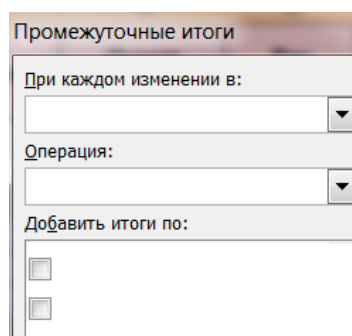 Промежуточные итоги
При каждом изменении в:
Операция:
Добавить итоги по: